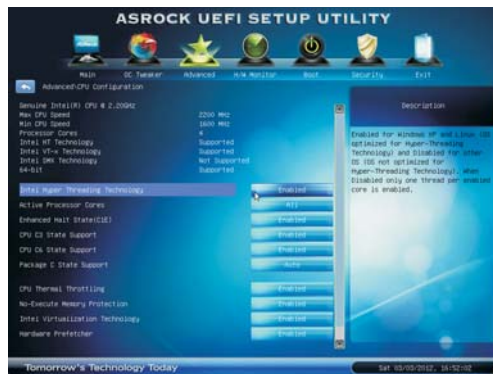 ASROCK UEFI SETUP UTILITY
Main OC Tweaker Advanced H/W Monitor Boot Security Exit
Advanced\CPU Configuration
Description
Genuine Intel(R) CPU @ 2.20GHz
Max CPU Speed 2200 MHz
Min CPU Speed 1600 MHz
Processor Cores 4
Intel HT Technology Supported
Intel VT-x Technology Supported
Intel SMX Technology Not Supported
64-bit Supported
Enabled for Windows XP and Linux (OS
optimized for Hyper-Threading
Technology) and Disabled for other
OS (OS not optimized for
Hyper-Threading Technology). When
Disabled only one thread per enabled
core is enabled.
Intel Hyper Threading Technology Enabled
Active Processor Cores All
Enhanced Halt State(C1E) Enabled
CPU C3 State Support Enabled
CPU C6 State Support Enabled
Package C State Support Auto
CPU Thermal Throttling Enabled
No-Execute Memory Protection Enabled
Intel Virtualization Technology Enabled
Hardware Prefetcher Enabled
Tomorrow's Technology Today
Sat 03/03/2012, 16:52:02